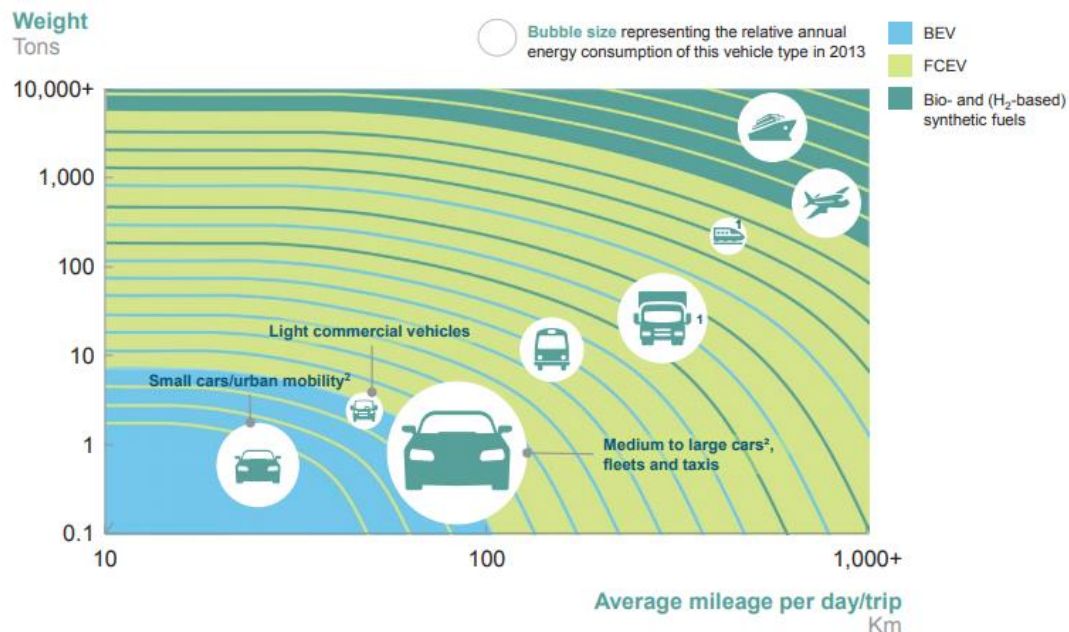 Weight
Tons
Bubble size representing the relative annual
energy consumption of this vehicle type in 2013
BEV
FCEV
Bio- and (H₂-based)
synthetic fuels
10,000+
1,000
100
10
1
0.1
10
100
1,000+
1
1
Light commercial vehicles
Small cars/urban mobility²
Medium to large cars²,
fleets and taxis
Average mileage per day/trip
Km